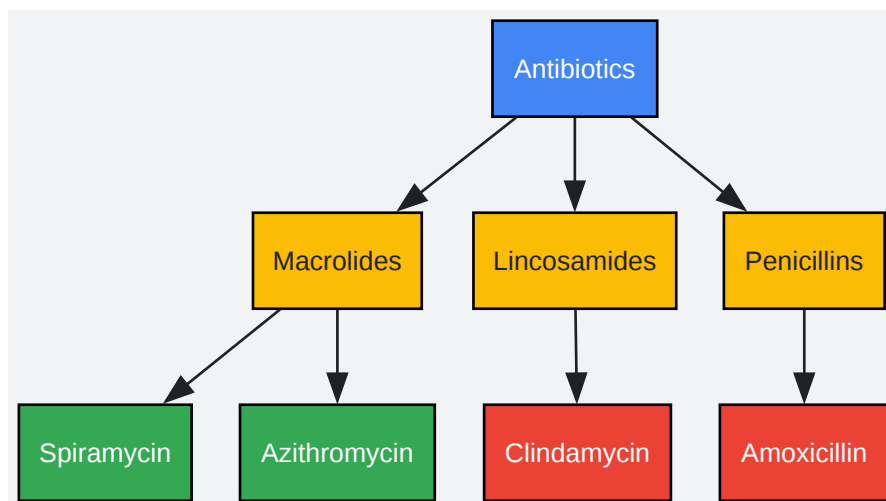 Antibiotics
Macrolides
Lincosamides
Penicillins
Spiramycin
Azithromycin
Clindamycin
Amoxicillin